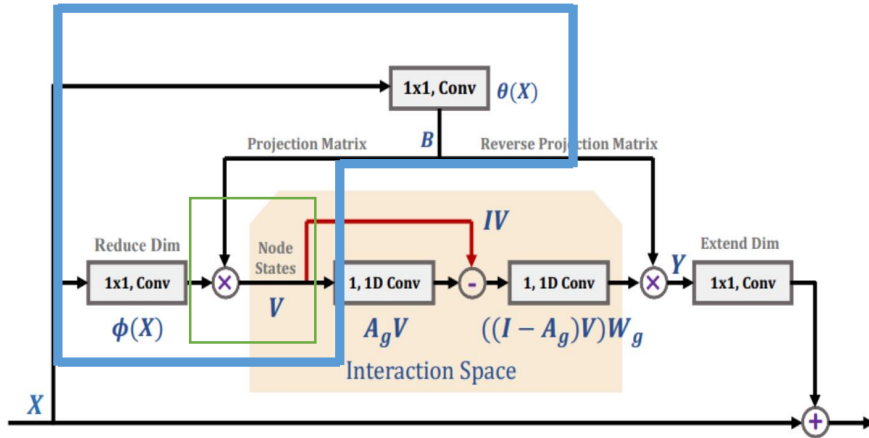 1x1, Conv
θ(X)
Projection Matrix
B
Reverse Projection Matrix
Reduce Dim
Node
States
IV
Extend Dim
1x1, Conv
×
V
1, 1D Conv
-
1, 1D Conv
×
Y
1x1, Conv
ϕ(X)
A_gV
((I − A_g)V)W_g
Interaction Space
X
+